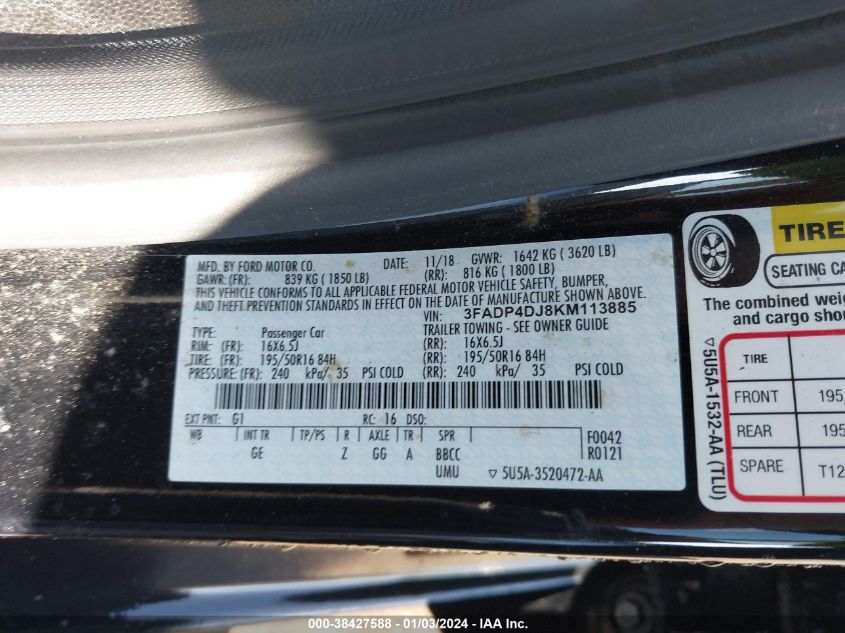 MFD. BY FORD MOTOR CO. DATE: 11/18 GVWR: 1642 KG ( 3620 LB)
GAWR:(FR): 839 KG ( 1850 LB) (RR): 816 KG ( 1800 LB)
THIS VEHICLE CONFORMS TO ALL APPLICABLE FEDERAL MOTOR VEHICLE SAFETY, BUMPER,
AND THEFT PREVENTION STANDARDS IN EFFECT ON THE DATE OF MANUFACTURE SHOWN ABOVE.
VIN: 3FADP4DJ8KM113885
TYPE: Passenger Car TRAILER TOWING - SEE OWNER GUIDE
RIM: (FR): 16X6.5J (RR): 16X6.5J
TIRE: (FR): 195/50R16 84H (RR): 195/50R16 84H
PRESSURE:(FR): 240 kPa/ 35 PSI COLD (RR): 240 kPa/ 35 PSI COLD
EXT PNT: G1 RC: 16 DSO:
WB INT TR TP/PS R AXLE TR SPR F0042
GE Z GG A BBCC R0121
UMU ▽ 5U5A-3520472-AA
TIRE
SEATING CA
The combined weig
and cargo shou
▽5U5A-1532-AA (TLU)
TIRE
FRONT 195
REAR 195
SPARE T12
000-38427588 - 01/03/2024 - IAA Inc.